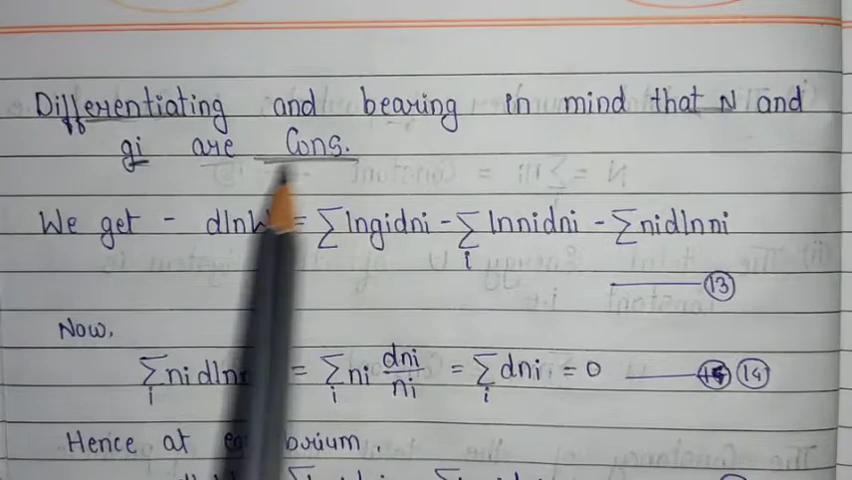 Differentiating and bearing in mind that N and
gi are Cons.
We get - dlnW = ∑ lngidni - ∑i lnnidni - ∑ nidlnni
⑬
Now,
∑i nidln = ∑i ni dni/ni = ∑i dni = 0 ⑭
Hence at